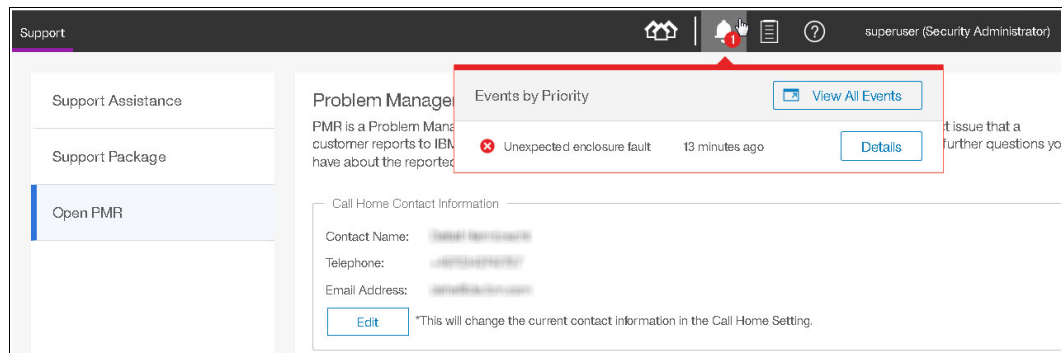 Support
1
superuser (Security Administrator)
Support Assistance
Support Package
Open PMR
Events by Priority
View All Events
Unexpected enclosure fault 13 minutes ago Details
Problem Manage
PMR is a Problem Mana ct issue that a
customer reports to IBM further questions yo
have about the reported
Call Home Contact Information
Contact Name:
Telephone:
Email Address:
Edit *This will change the current contact information in the Call Home Setting.